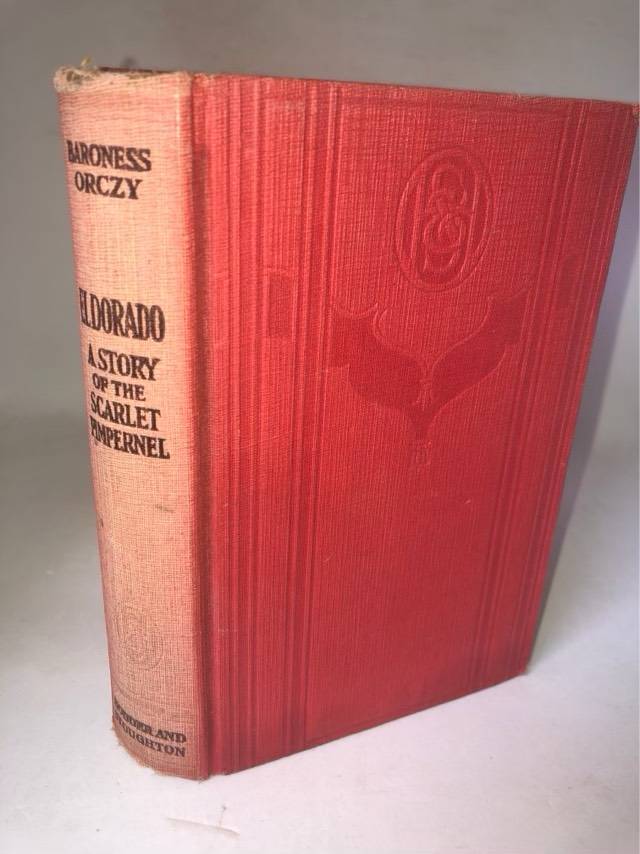 BARONESS
ORCZY
ELDORADO
A STORY
OF THE
SCARLET
PIMPERNEL
HODDER AND
STOUGHTON